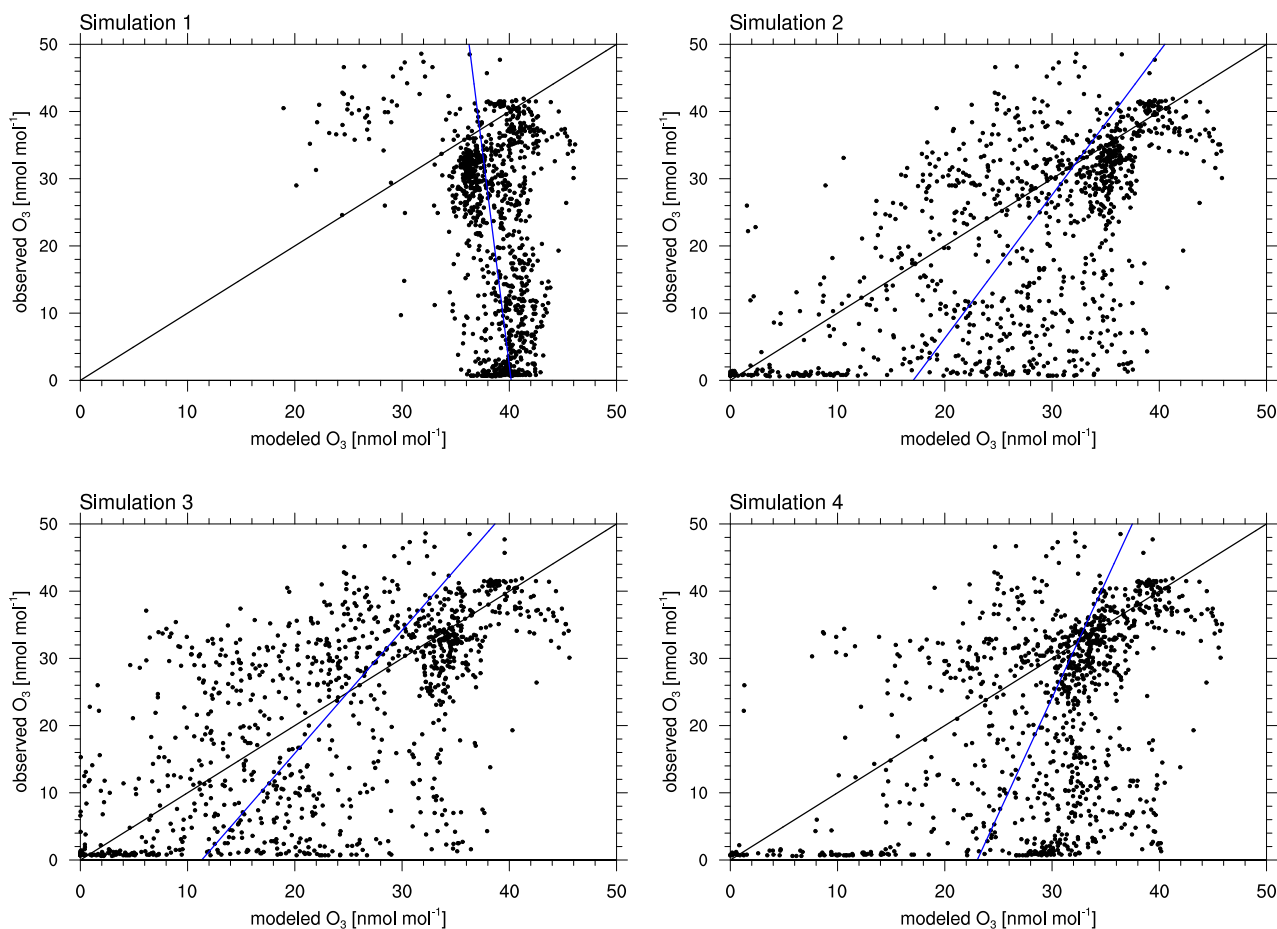 Simulation 1
50
40
30
20
10
0
observed O3 [nmol mol-1]
0 10 20 30 40 50
modeled O3 [nmol mol-1]
Simulation 2
50
40
30
20
10
0
observed O3 [nmol mol-1]
0 10 20 30 40 50
modeled O3 [nmol mol-1]
Simulation 3
50
40
30
20
10
0
observed O3 [nmol mol-1]
0 10 20 30 40 50
modeled O3 [nmol mol-1]
Simulation 4
50
40
30
20
10
0
observed O3 [nmol mol-1]
0 10 20 30 40 50
modeled O3 [nmol mol-1]